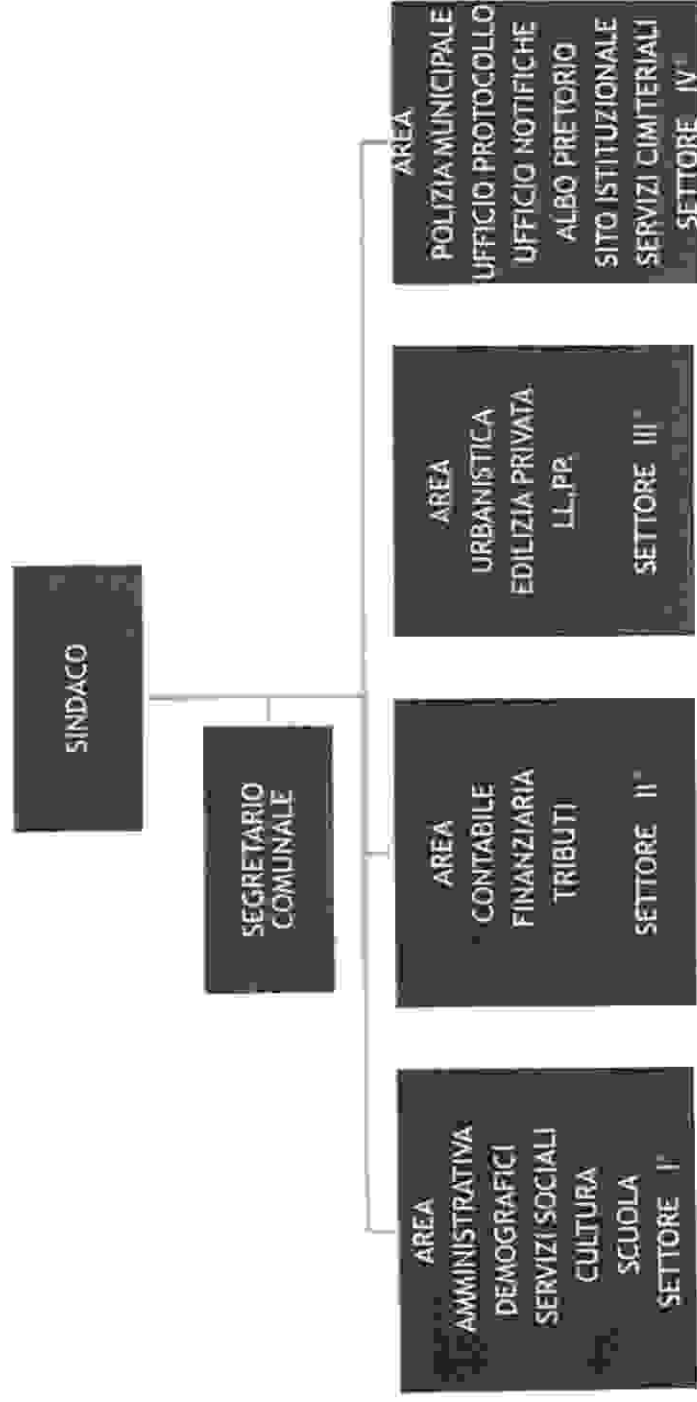 SINDACO
SEGRETARIO
COMUNALE
AREA
AMMINISTRATIVA
DEMOGRAFICI
SERVIZI SOCIALI
CULTURA
SCUOLA
SETTORE I°
AREA
CONTABILE
FINANZIARIA
TRIBUTI
SETTORE II°
AREA
URBANISTICA
EDILIZIA PRIVATA
LL.PP.
SETTORE III°
AREA
POLIZIA MUNICIPALE
UFFICIO PROTOCOLLO
UFFICIO NOTIFICHE
ALBO PRETORIO
SITO ISTITUZIONALE
SERVIZI CIMITERIALI
SETTORE IV°